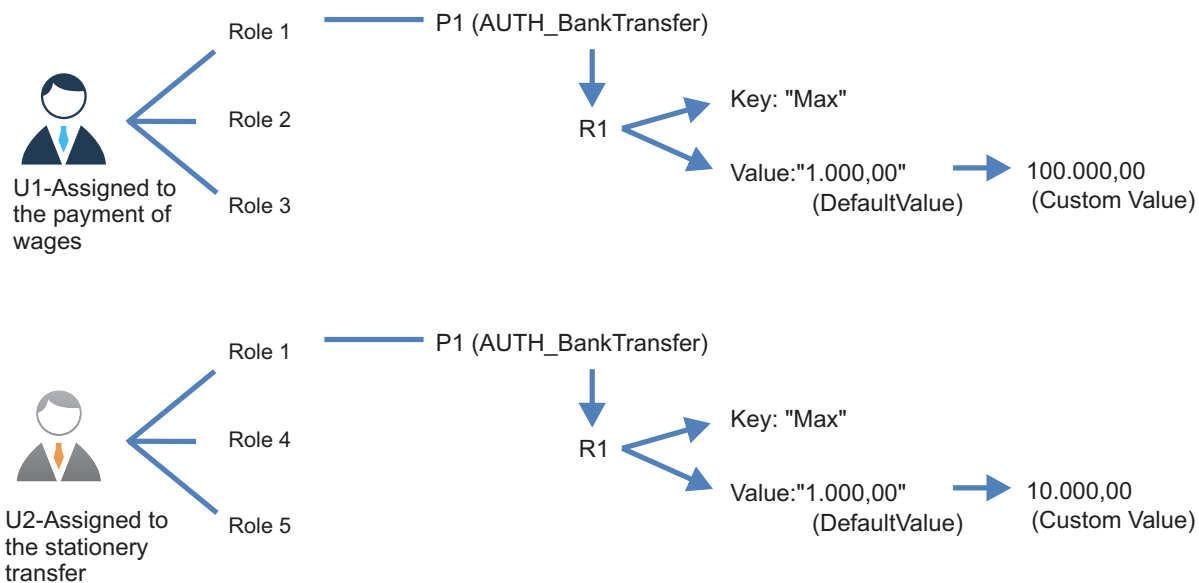 Role 1
P1 (AUTH_BankTransfer)
Key: "Max"
Role 2
R1
Value:"1.000,00"
(DefaultValue)
100.000,00
(Custom Value)
U1-Assigned to
the payment of
wages
Role 3
Role 1
P1 (AUTH_BankTransfer)
Key: "Max"
Role 4
R1
Value:"1.000,00"
(DefaultValue)
10.000,00
(Custom Value)
U2-Assigned to
the stationery
transfer
Role 5